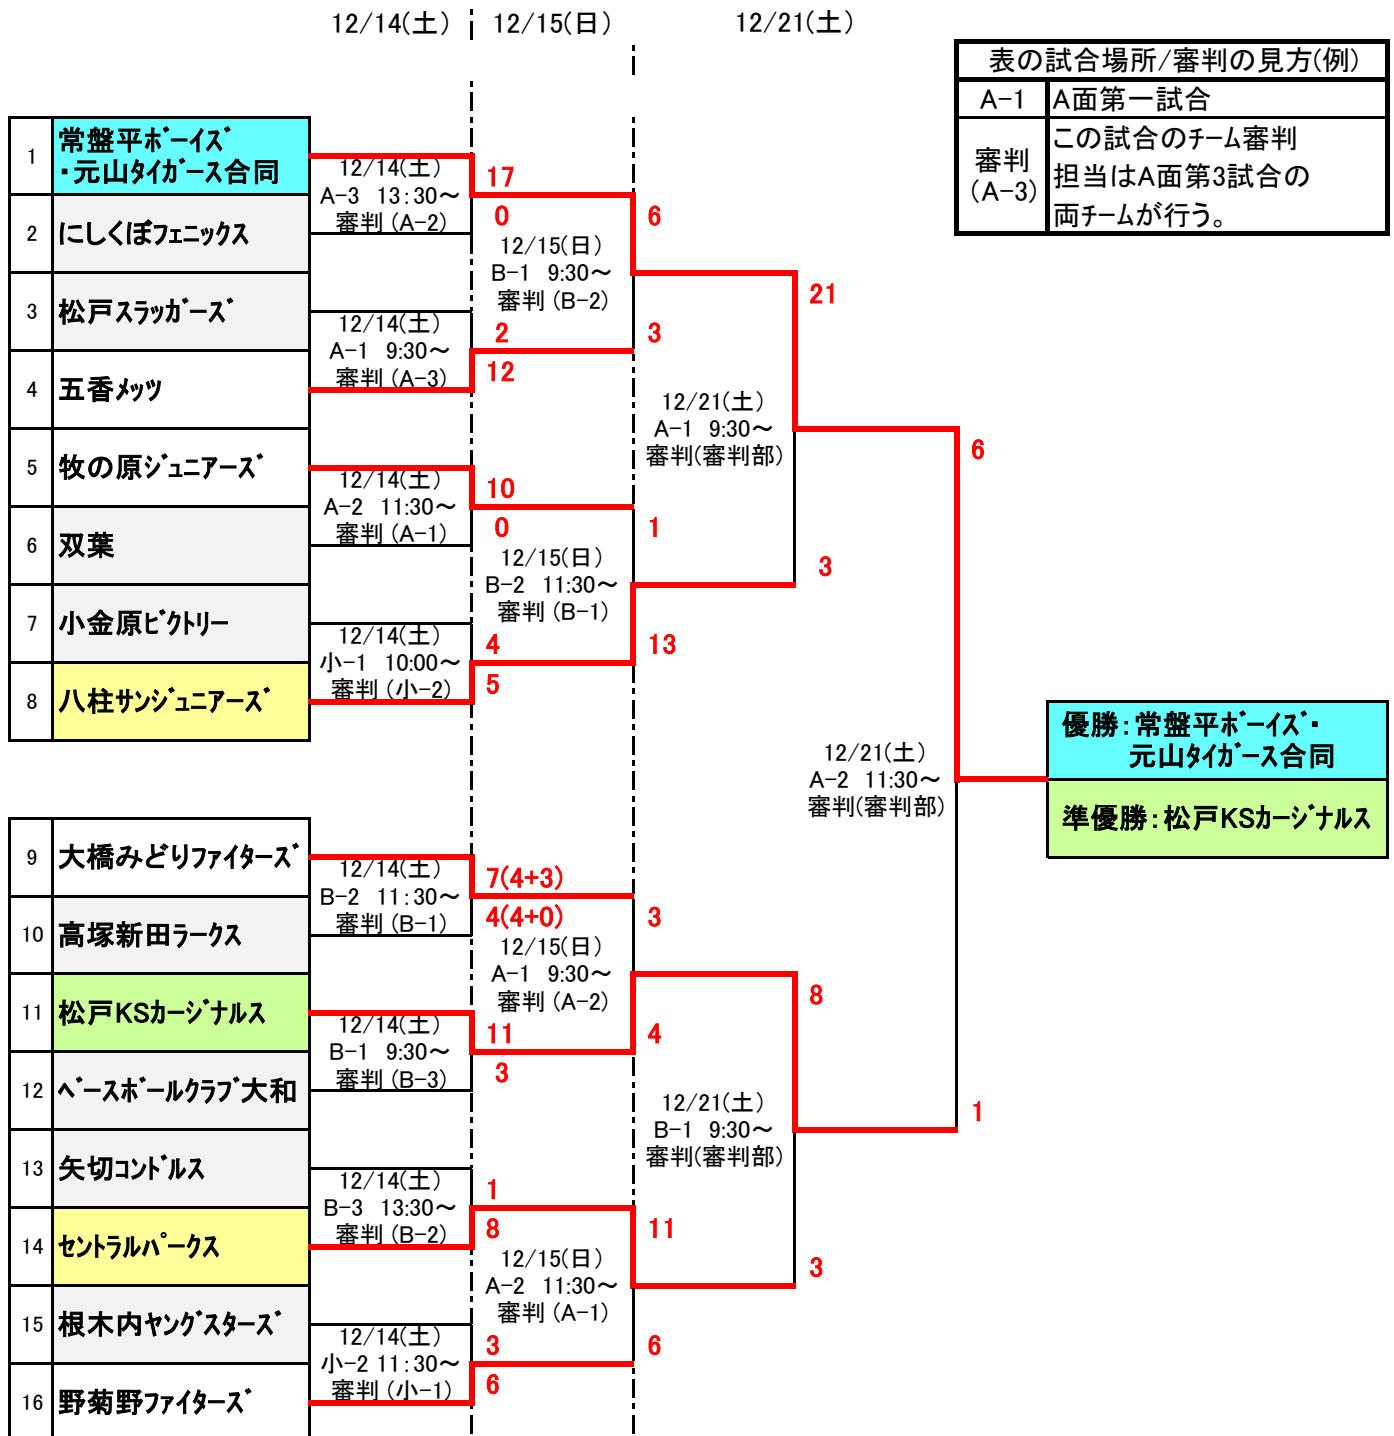 12/14(土)
12/15(日)
12/21(土)
表の試合場所/審判の見方(例)
A-1
A面第一試合
審判
(A-3)
この試合のチーム審判
担当はA面第3試合の
両チームが行う。
1
常盤平ボーイズ
・元山タイガース合同
2
にしくぼフェニックス
3
松戸スラッガーズ
4
五香メッツ
5
牧の原ジュニアーズ
6
双葉
7
小金原ビクトリー
8
八柱サンジュニアーズ
12/14(土)
A-3 13:30~
審判(A-2)
17
0
12/14(土)
A-1 9:30~
審判(A-3)
2
12
12/14(土)
A-2 11:30~
審判(A-1)
10
0
12/14(土)
小-1 10:00~
審判(小-2)
4
5
12/15(日)
B-1 9:30~
審判(B-2)
6
3
12/15(日)
B-2 11:30~
審判(B-1)
1
13
12/21(土)
A-1 9:30~
審判(審判部)
21
3
9
大橋みどりファイターズ
10
高塚新田ラークス
11
松戸KSカージナルス
12
ベースボールクラブ大和
13
矢切コンドルス
14
セントラルパークス
15
根木内ヤングスターズ
16
野菊野ファイターズ
12/14(土)
B-2 11:30~
審判(B-1)
7(4+3)
4(4+0)
12/14(土)
B-1 9:30~
審判(B-3)
11
3
12/14(土)
B-3 13:30~
審判(B-2)
1
8
12/14(土)
小-2 11:30~
審判(小-1)
3
6
12/15(日)
A-1 9:30~
審判(A-2)
3
4
12/15(日)
A-2 11:30~
審判(A-1)
11
6
12/21(土)
B-1 9:30~
審判(審判部)
8
3
12/21(土)
A-2 11:30~
審判(審判部)
6
1
優勝:常盤平ボーイズ・
元山タイガース合同
準優勝:松戸KSカージナルス